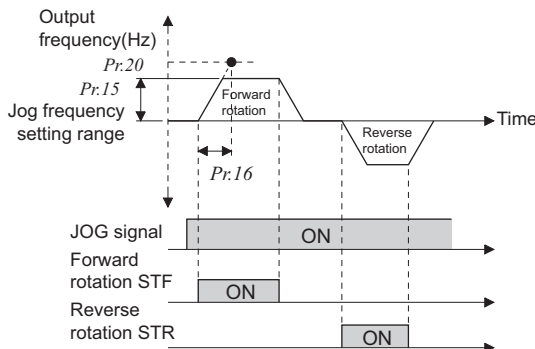 Output
frequency(Hz)
Pr.20
Pr.15
Jog frequency
setting range
Forward
rotation
Time
Reverse
rotation
Pr.16
JOG signal
ON
Forward
rotation STF
ON
Reverse
rotation STR
ON